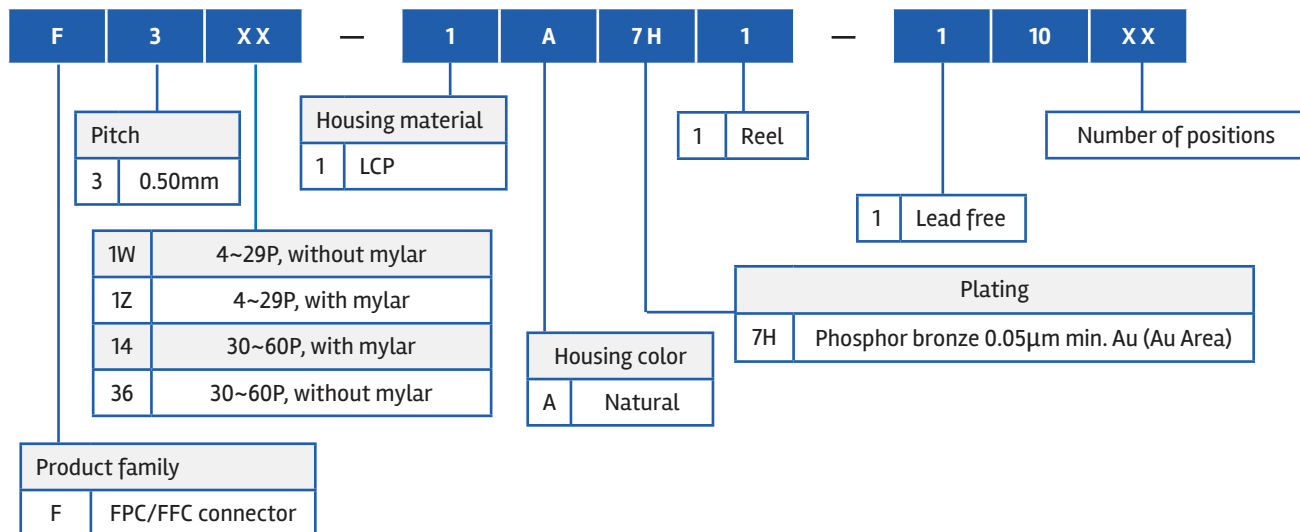 F 3 XX — 1 A 7H 1 — 1 10 XX
Pitch
3 0.50mm
Housing material
1 LCP
1 Reel
Number of positions
1 Lead free
1W 4~29P, without mylar
1Z 4~29P, with mylar
14 30~60P, with mylar
36 30~60P, without mylar
Plating
7H Phosphor bronze 0.05μm min. Au (Au Area)
Housing color
A Natural
Product family
F FPC/FFC connector